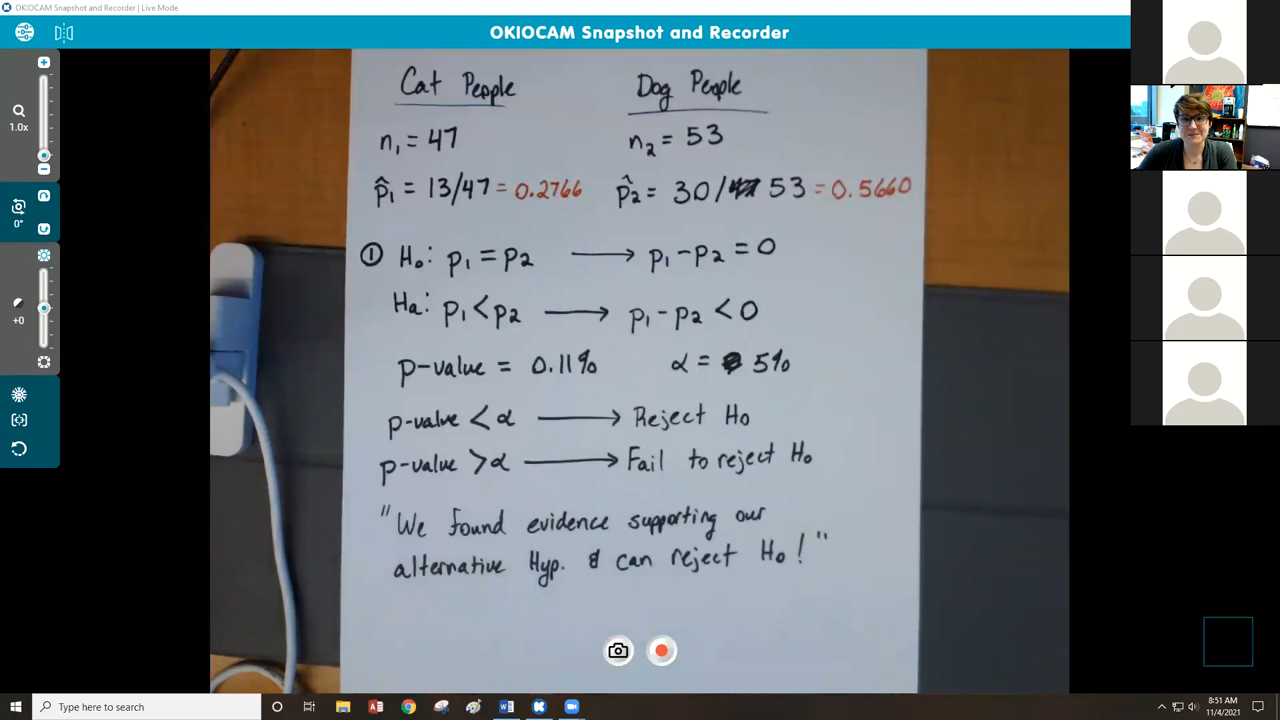 OKIOCAM Snapshot and Recorder | Live Mode
OKIOCAM Snapshot and Recorder
1.0x
0°
+0
Cat People
Dog People
n₁ = 47
n₂ = 53
p̂₁ = 13/47 = 0.2766
p̂₂ = 30/ 53 = 0.5660
① H₀: p₁ = p₂ → p₁ - p₂ = 0
Ha: p₁ < p₂ → p₁ - p₂ < 0
p-value = 0.11% α = 5%
p-value < α → Reject H₀
p-value > α → Fail to reject H₀
"We found evidence supporting our
alternative Hyp. & can reject H₀!"
Type here to search
8:51 AM
11/4/2021